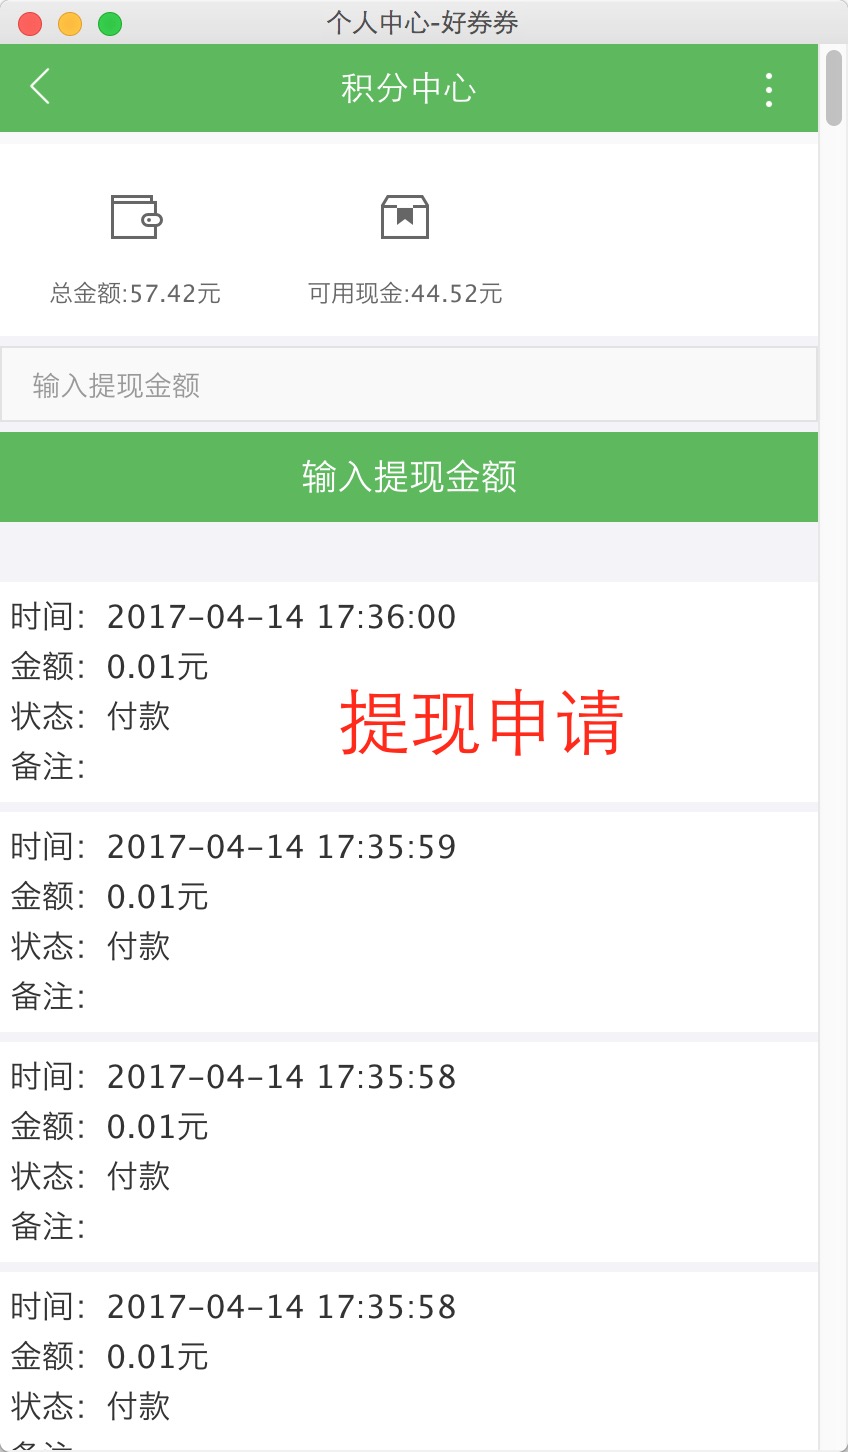 个人中心-好券券
积分中心
总金额:57.42元 可用现金:44.52元
输入提现金额
输入提现金额
时间：2017-04-14 17:36:00
金额：0.01元
状态：付款
提现申请
备注：
时间：2017-04-14 17:35:59
金额：0.01元
状态：付款
备注：
时间：2017-04-14 17:35:58
金额：0.01元
状态：付款
备注：
时间：2017-04-14 17:35:58
金额：0.01元
状态：付款